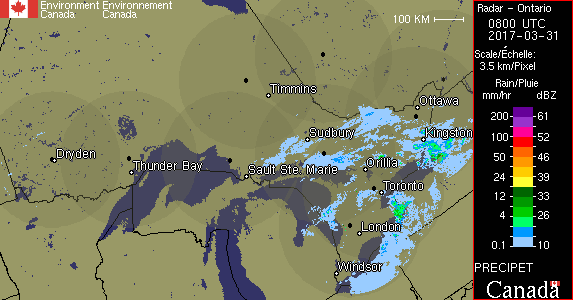 Environment Environnement
Canada Canada
100 KM
Timmins
Ottawa
Sudbury
Kingston
Dryden
Thunder Bay
Sault Ste. Marie
Orillia
Toronto
London
Windsor
Radar - Ontario
0800 UTC
2017-03-31
Scale/Échelle:
3.5 km/Pixel
Rain/Pluie
mm/hr dBZ
200 61
100 52
50 46
24 39
12 33
4 26
0.1 10
PRECIPET
Canada